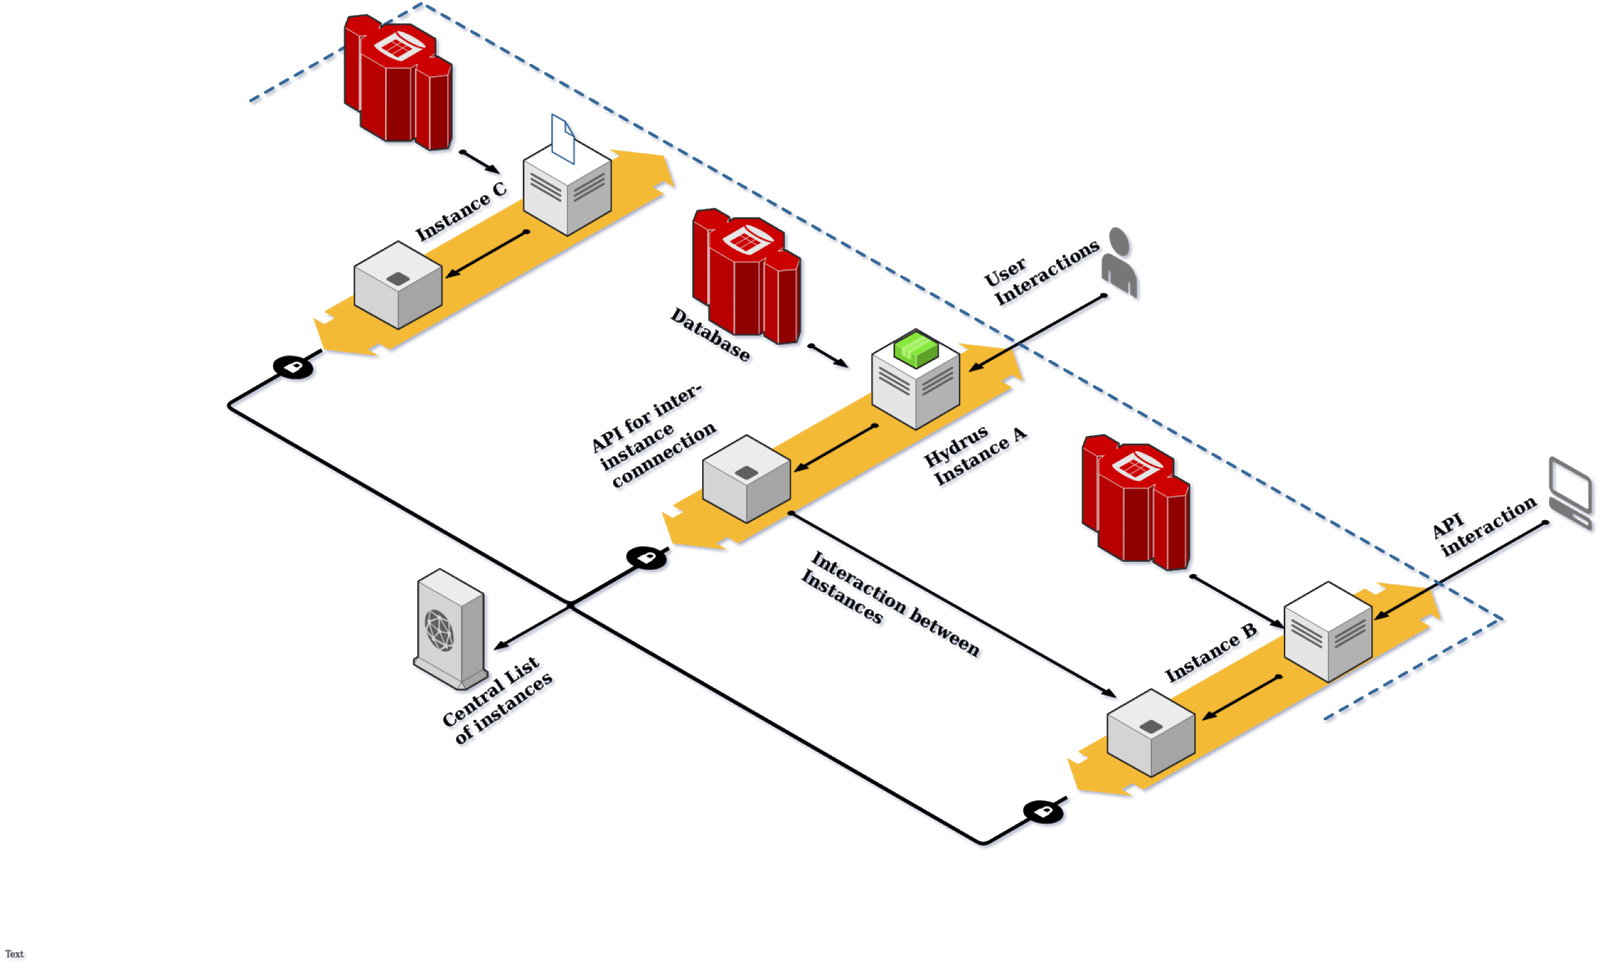 Instance C
User
Interactions
Database
API for inter-
instance
connnection
Hydrus
Instance A
API
interaction
Interaction between
Instances
Instance B
Central List
of instances
Text